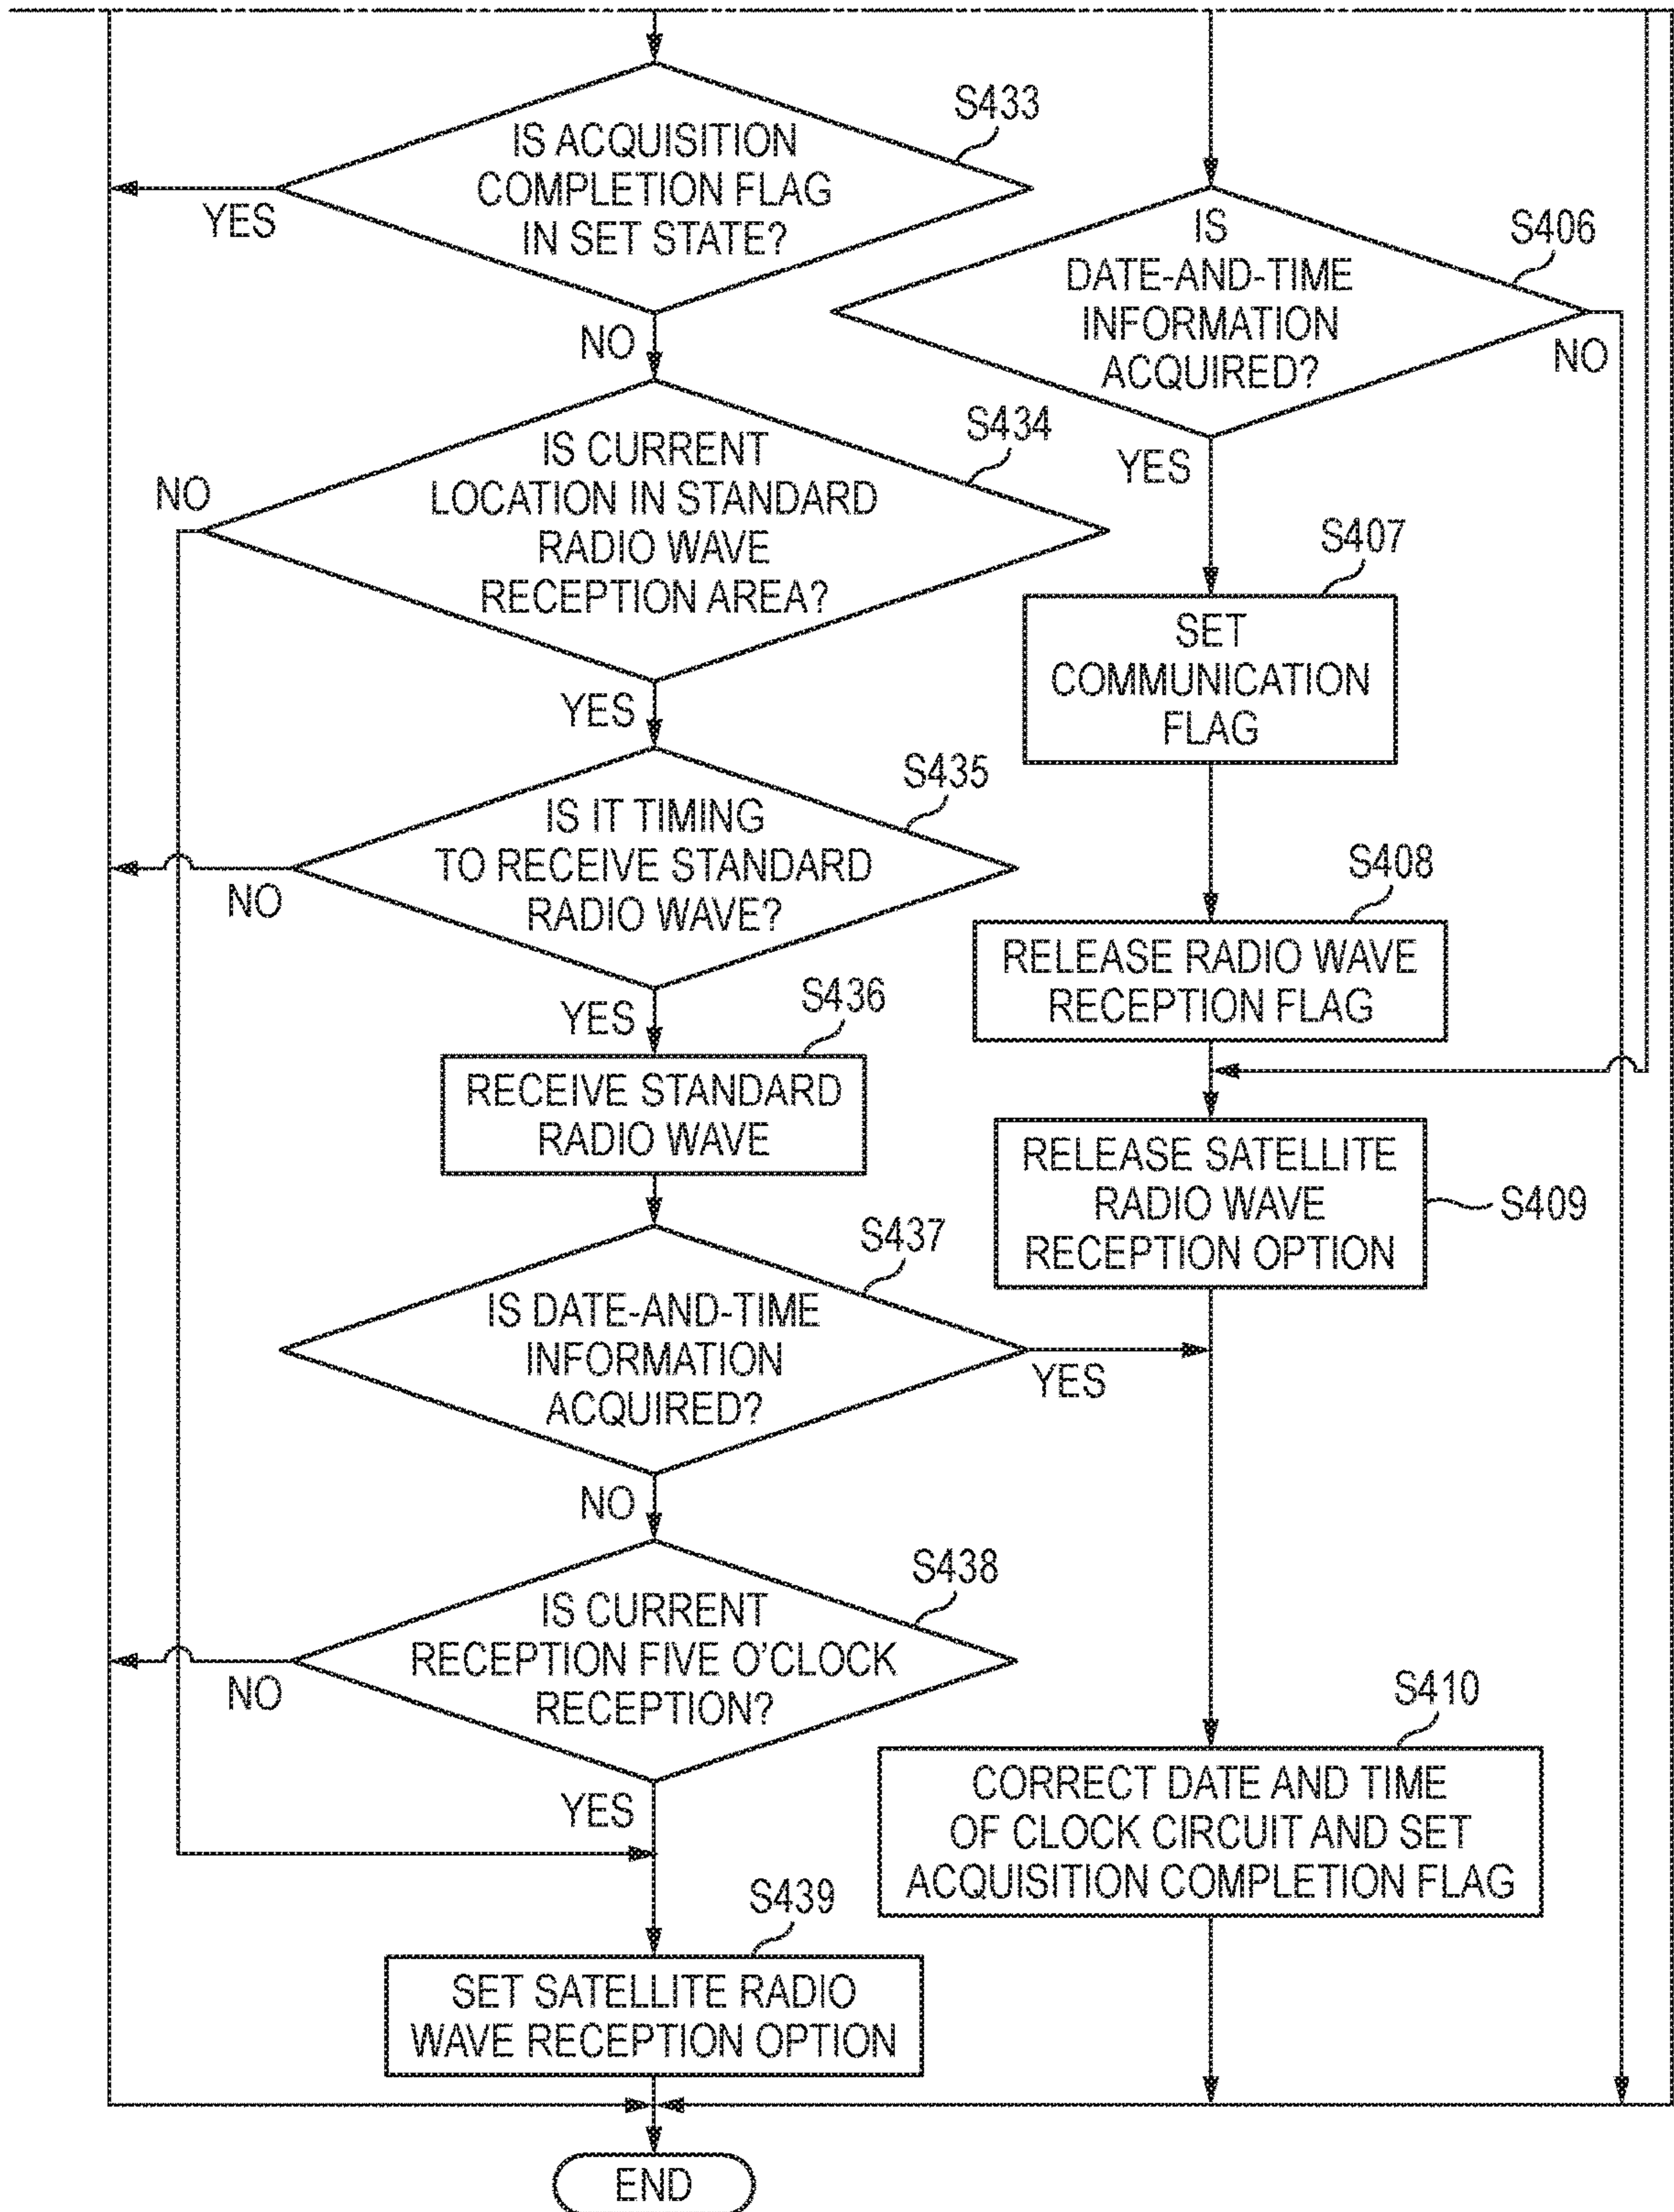 S433
IS ACQUISITION
COMPLETION FLAG
IN SET STATE?
YES
NO
S434
IS CURRENT
LOCATION IN STANDARD
RADIO WAVE
RECEPTION AREA?
NO
YES
S435
IS IT TIMING
TO RECEIVE STANDARD
RADIO WAVE?
NO
YES
S436
RECEIVE STANDARD
RADIO WAVE
S437
IS DATE-AND-TIME
INFORMATION
ACQUIRED?
YES
NO
S438
IS CURRENT
RECEPTION FIVE O'CLOCK
RECEPTION?
NO
YES
S439
SET SATELLITE RADIO
WAVE RECEPTION OPTION
S406
IS
DATE-AND-TIME
INFORMATION
ACQUIRED?
NO
YES
S407
SET
COMMUNICATION
FLAG
S408
RELEASE RADIO WAVE
RECEPTION FLAG
RELEASE SATELLITE
RADIO WAVE
RECEPTION OPTION
S409
S410
CORRECT DATE AND TIME
OF CLOCK CIRCUIT AND SET
ACQUISITION COMPLETION FLAG
END